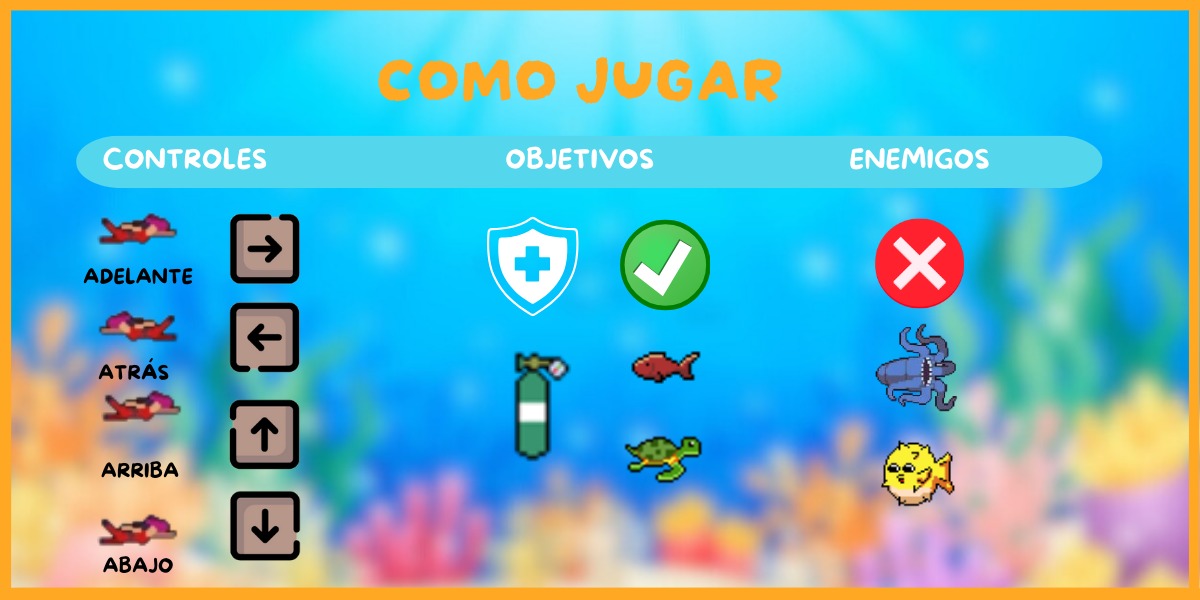 COMO JUGAR
CONTROLES OBJETIVOS ENEMIGOS
ADELANTE
ATRÁS
ARRIBA
ABAJO